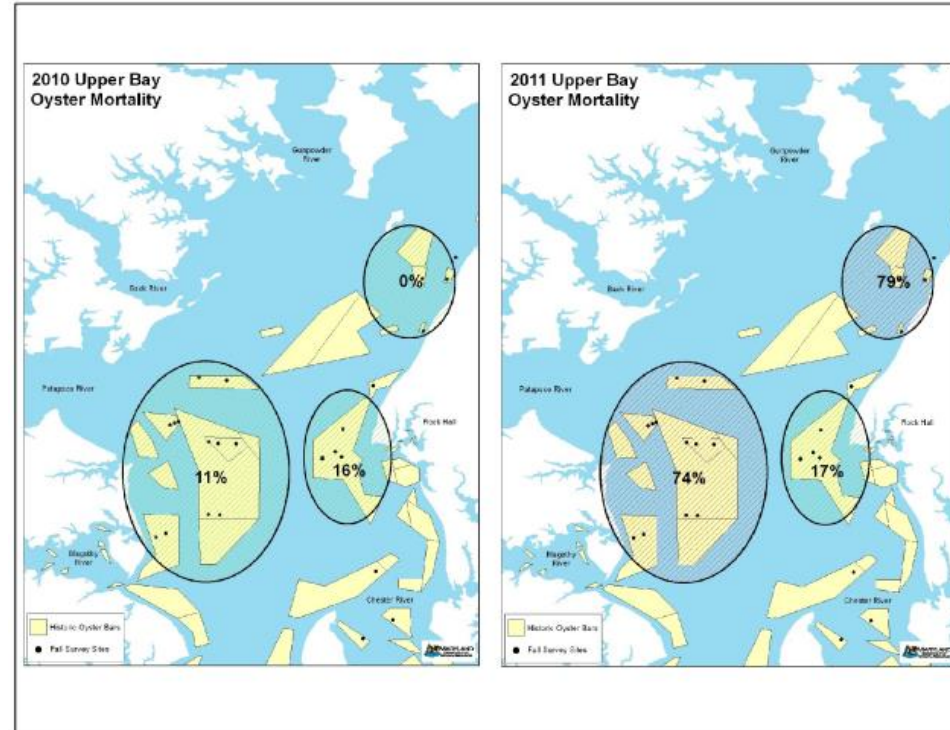 2010 Upper Bay
Oyster Mortality
Gunpowder
River
0%
Back River
Patapsco River
Rock Hall
16%
11%
Magothy
River
Chester River
Historic Oyster Bars
Fall Survey Sites
MARYLAND
2011 Upper Bay
Oyster Mortality
Gunpowder
River
79%
Back River
Patapsco River
Rock Hall
17%
74%
Magothy
River
Chester River
Historic Oyster Bars
Fall Survey Sites
MARYLAND